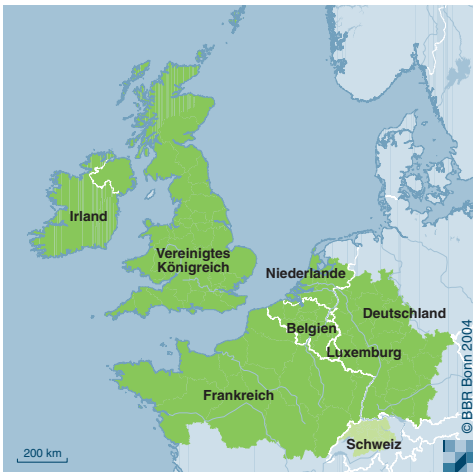 Irland
Vereinigtes
Königreich
Niederlande
Deutschland
Belgien
Luxemburg
Frankreich
Schweiz
200 km
© BBR Bonn 2004